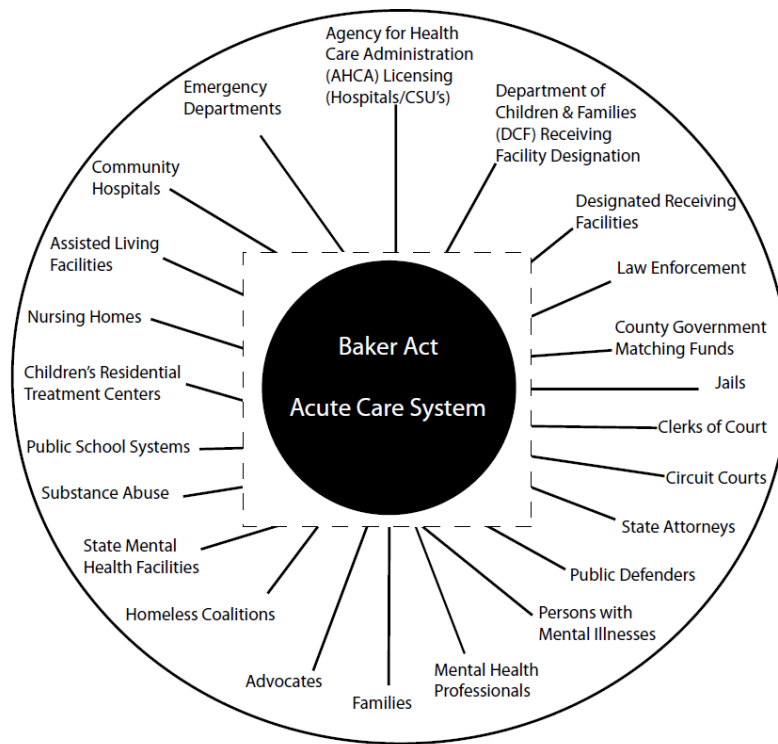 Agency for Health
Care Administration
(AHCA) Licensing
(Hospitals/CSU's)
Department of
Children & Families
(DCF) Receiving
Facility Designation
Designated Receiving
Facilities
Law Enforcement
County Government
Matching Funds
Jails
Clerks of Court
Circuit Courts
State Attorneys
Public Defenders
Persons with
Mental Illnesses
Mental Health
Professionals
Families
Advocates
Homeless Coalitions
State Mental
Health Facilities
Substance Abuse
Public School Systems
Children's Residential
Treatment Centers
Nursing Homes
Assisted Living
Facilities
Community
Hospitals
Emergency
Departments
Baker Act
Acute Care System